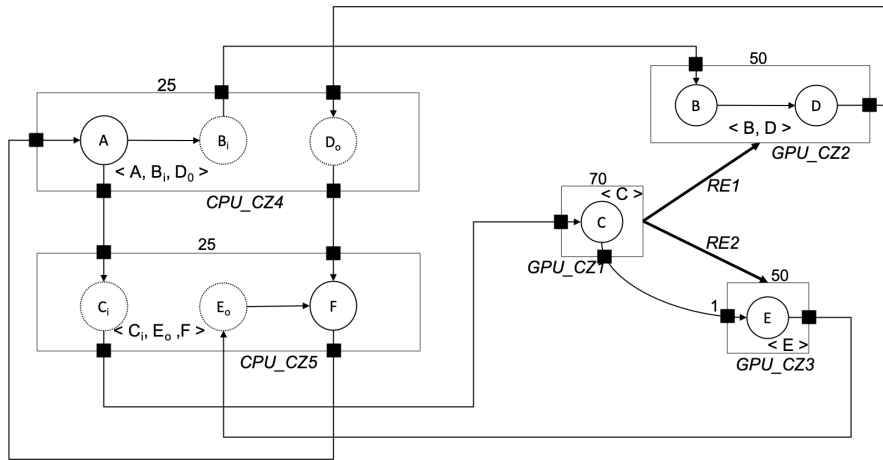 25
A
Bᵢ
Dₒ
< A, Bᵢ, D₀ >
CPU_CZ4
25
Cᵢ
Eₒ
F
< Cᵢ, Eₒ ,F >
CPU_CZ5
50
B
D
< B, D >
GPU_CZ2
RE1
70
< C >
C
GPU_CZ1
RE2
50
1
E
< E >
GPU_CZ3